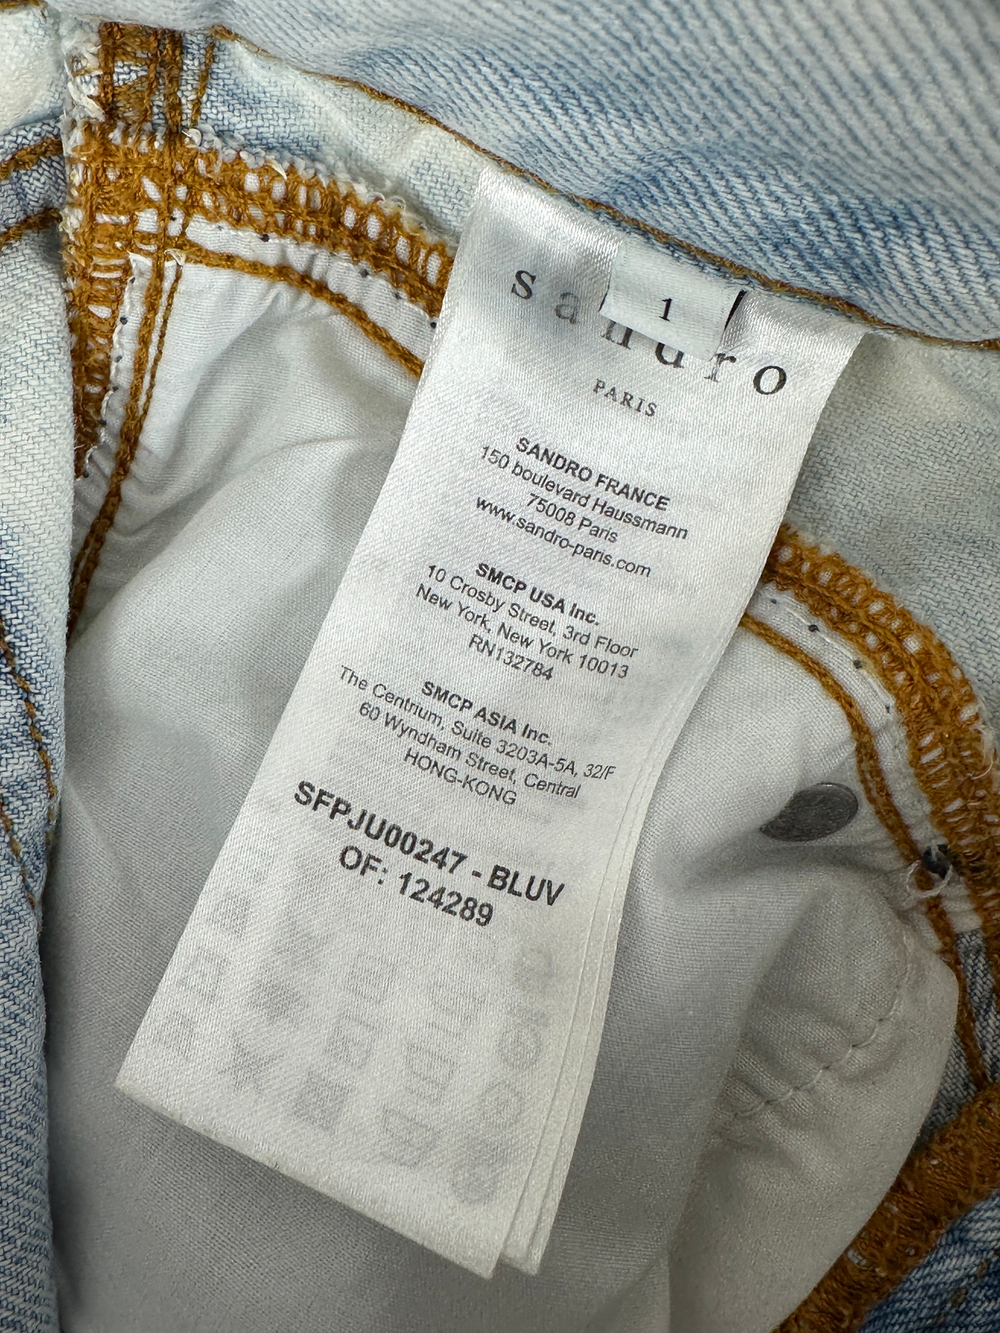 1
sandro
PARIS
SANDRO FRANCE
150 boulevard Haussmann
75008 Paris
www.sandro-paris.com
SMCP USA Inc.
10 Crosby Street, 3rd Floor
New York, New York 10013
RN132784
SMCP ASIA Inc.
The Centrium, Suite 3203A-5A, 32/F
60 Wyndham Street, Central
HONG-KONG
SFPJU00247 - BLUV
OF: 124289